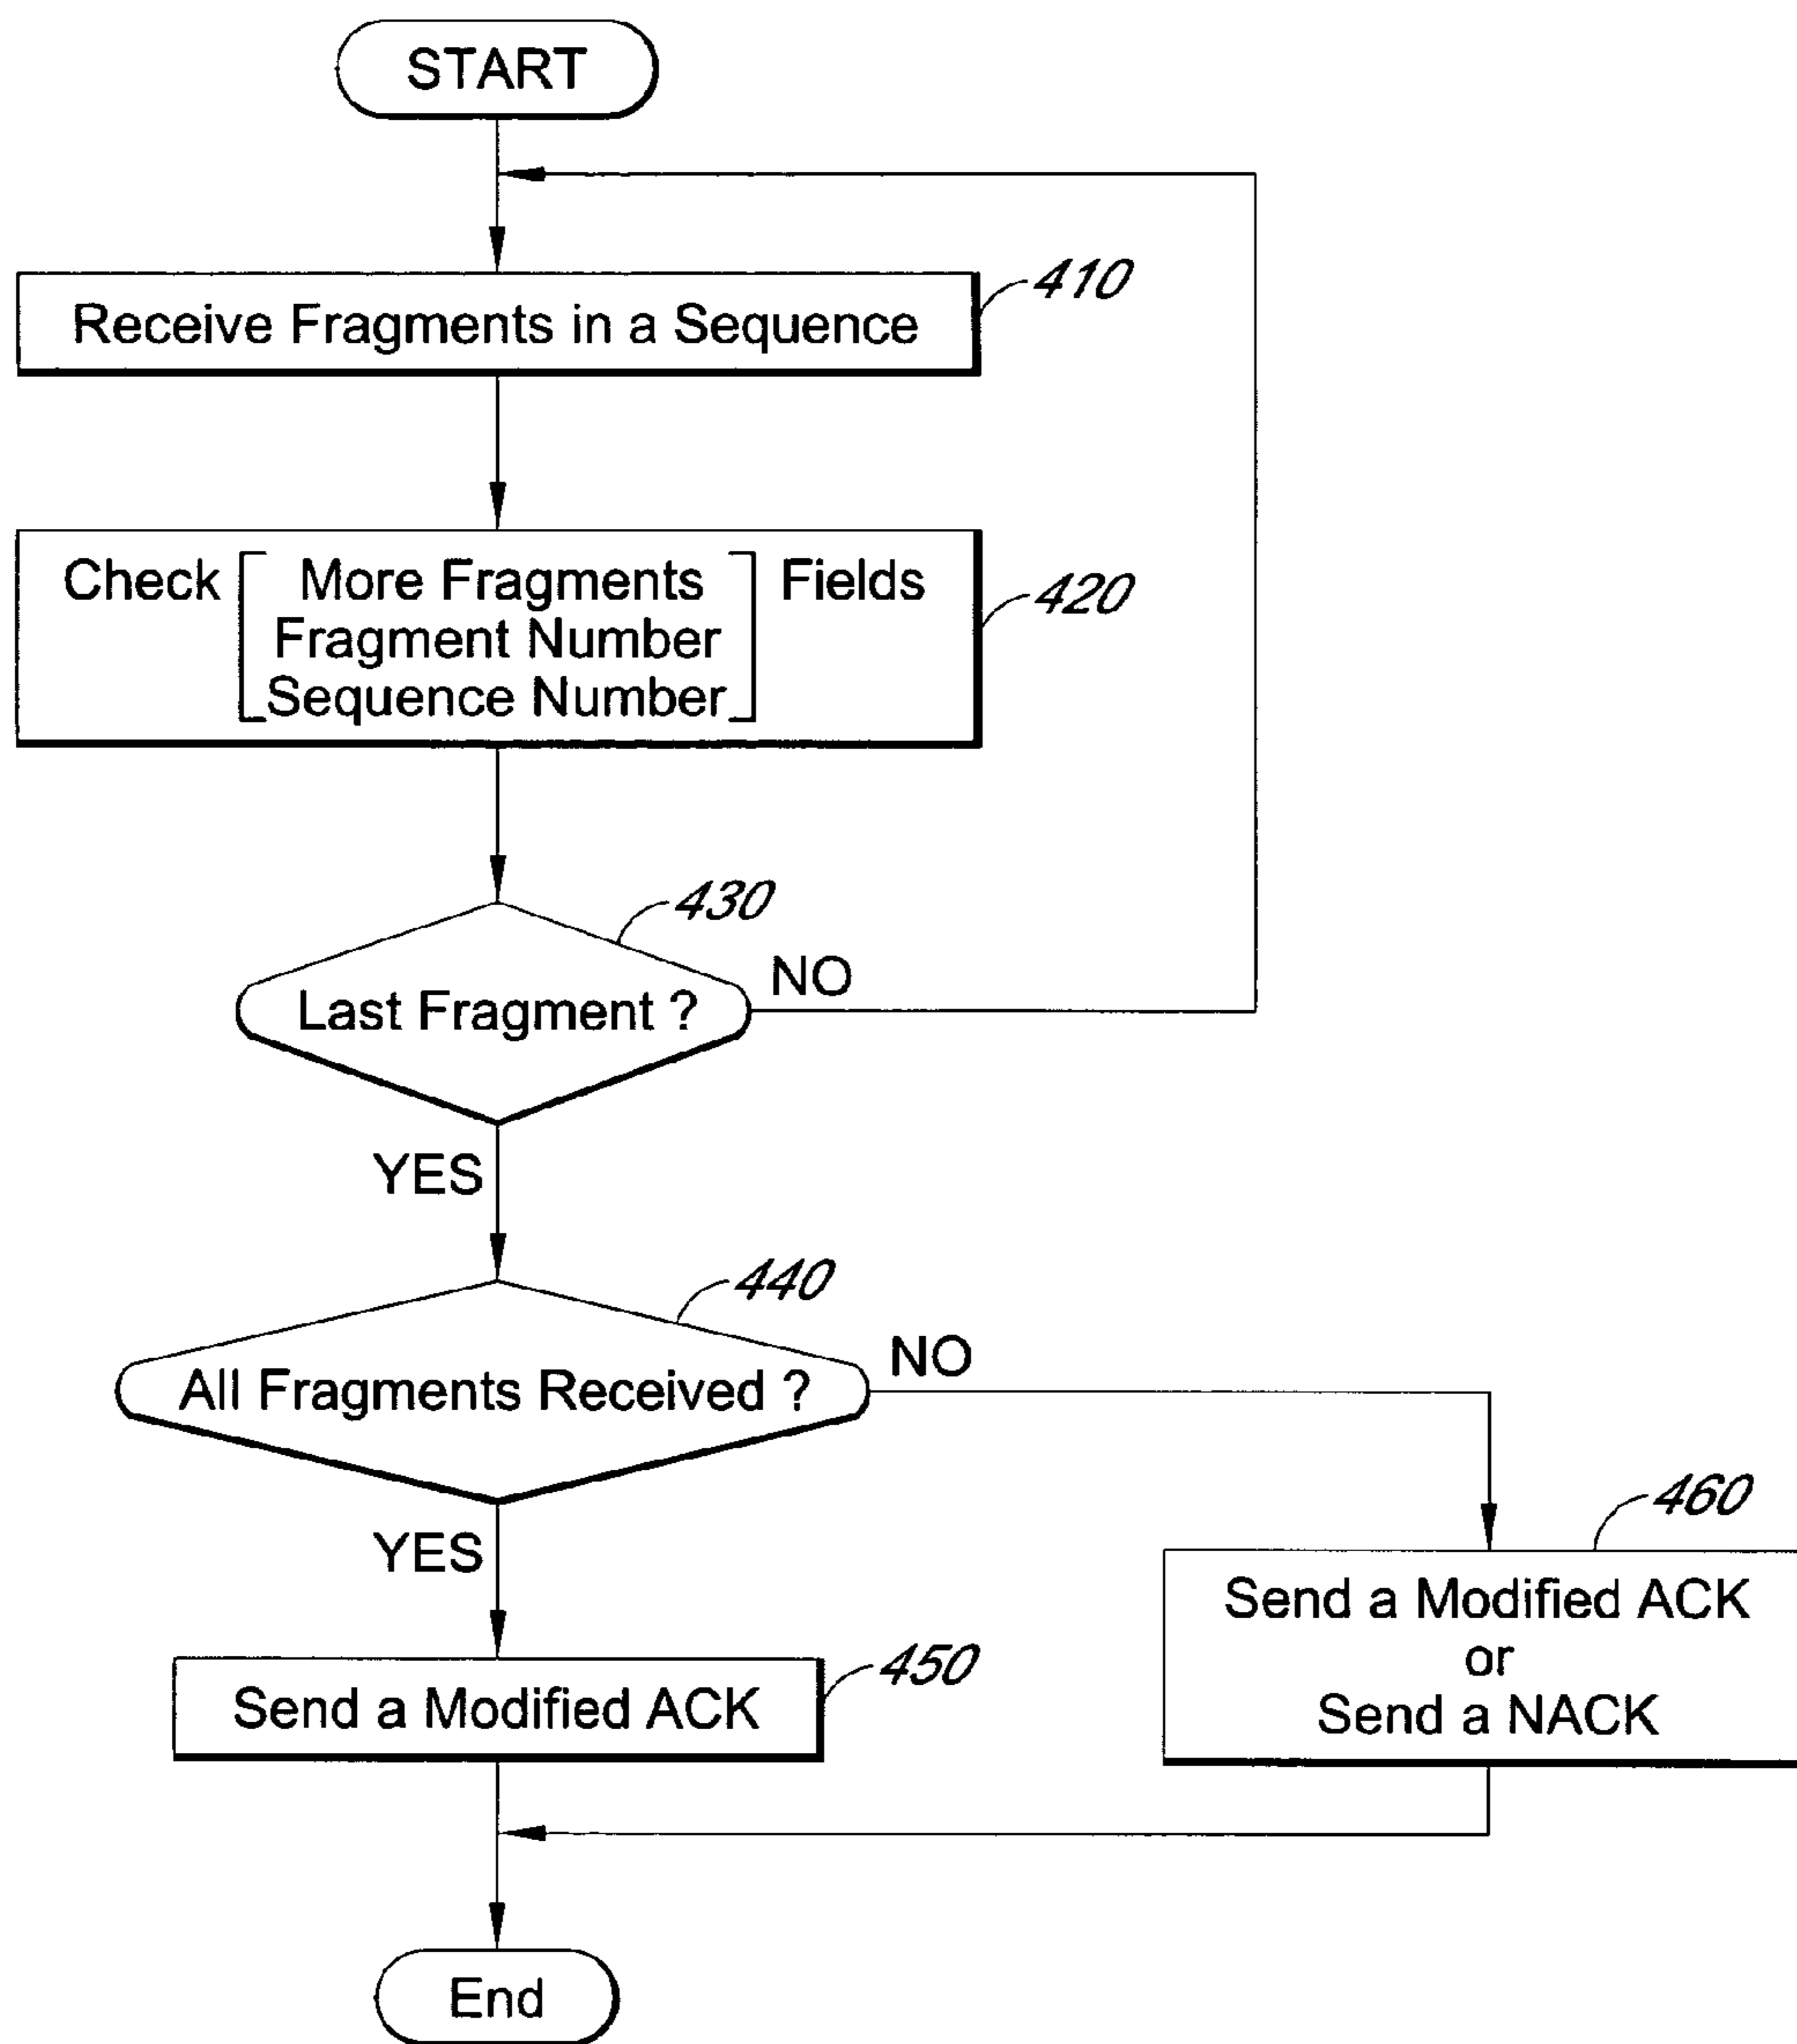 START
Receive Fragments in a Sequence
410
Check [ More Fragments ] Fields
Fragment Number
Sequence Number
420
430
Last Fragment ?
NO
YES
440
All Fragments Received ?
NO
YES
460
Send a Modified ACK
or
Send a NACK
450
Send a Modified ACK
End